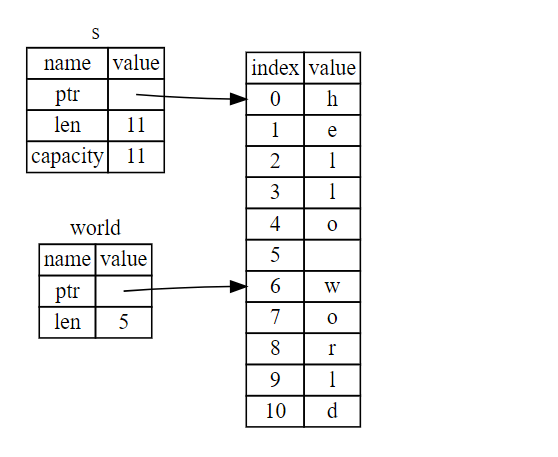 s
name value
ptr
len 11
capacity 11
world
name value
ptr
len 5
index value
0 h
1 e
2 l
3 l
4 o
5
6 w
7 o
8 r
9 l
10 d